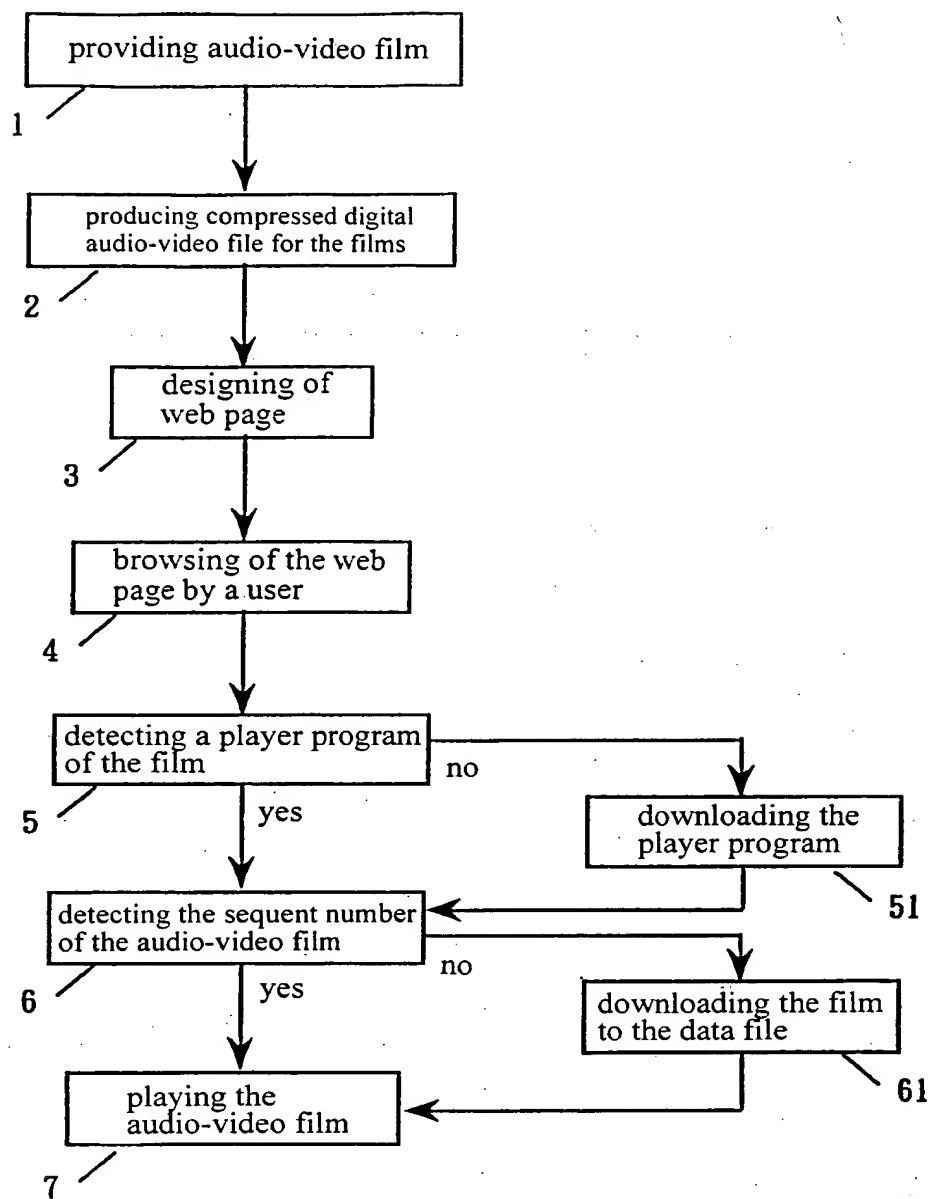 providing audio-video film
1
producing compressed digital
audio-video file for the films
2
designing of
web page
3
browsing of the web
page by a user
4
detecting a player program
of the film
no
5
yes
downloading the
player program
51
detecting the sequent number
of the audio-video film
no
6
yes
downloading the film
to the data file
61
playing the
audio-video film
7